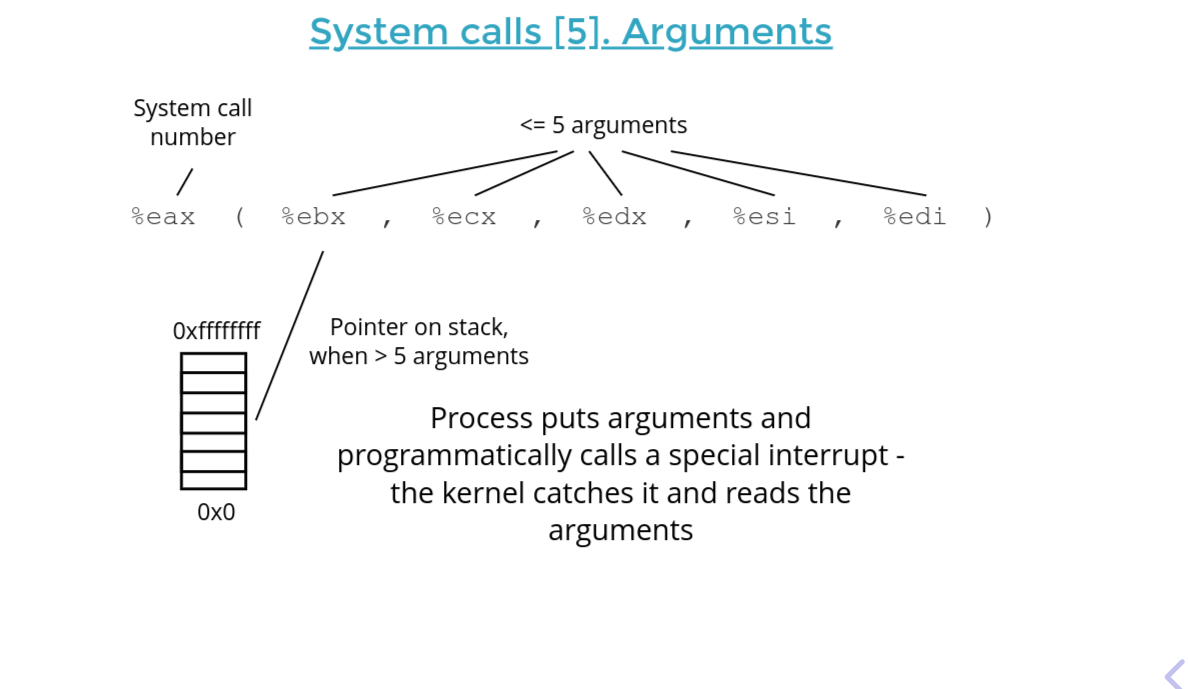 System calls [5]. Arguments
System call
number
<= 5 arguments
%eax ( %ebx , %ecx , %edx , %esi , %edi )
0xffffffff
Pointer on stack,
when > 5 arguments
0x0
Process puts arguments and
programmatically calls a special interrupt -
the kernel catches it and reads the
arguments